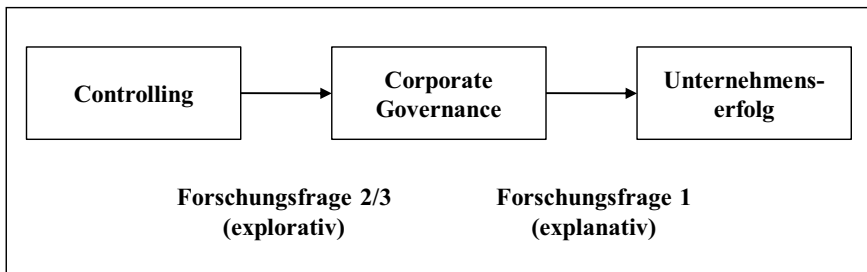 Controlling
Corporate
Governance
Unternehmens-
erfolg
Forschungsfrage 2/3
(explorativ)
Forschungsfrage 1
(explanativ)